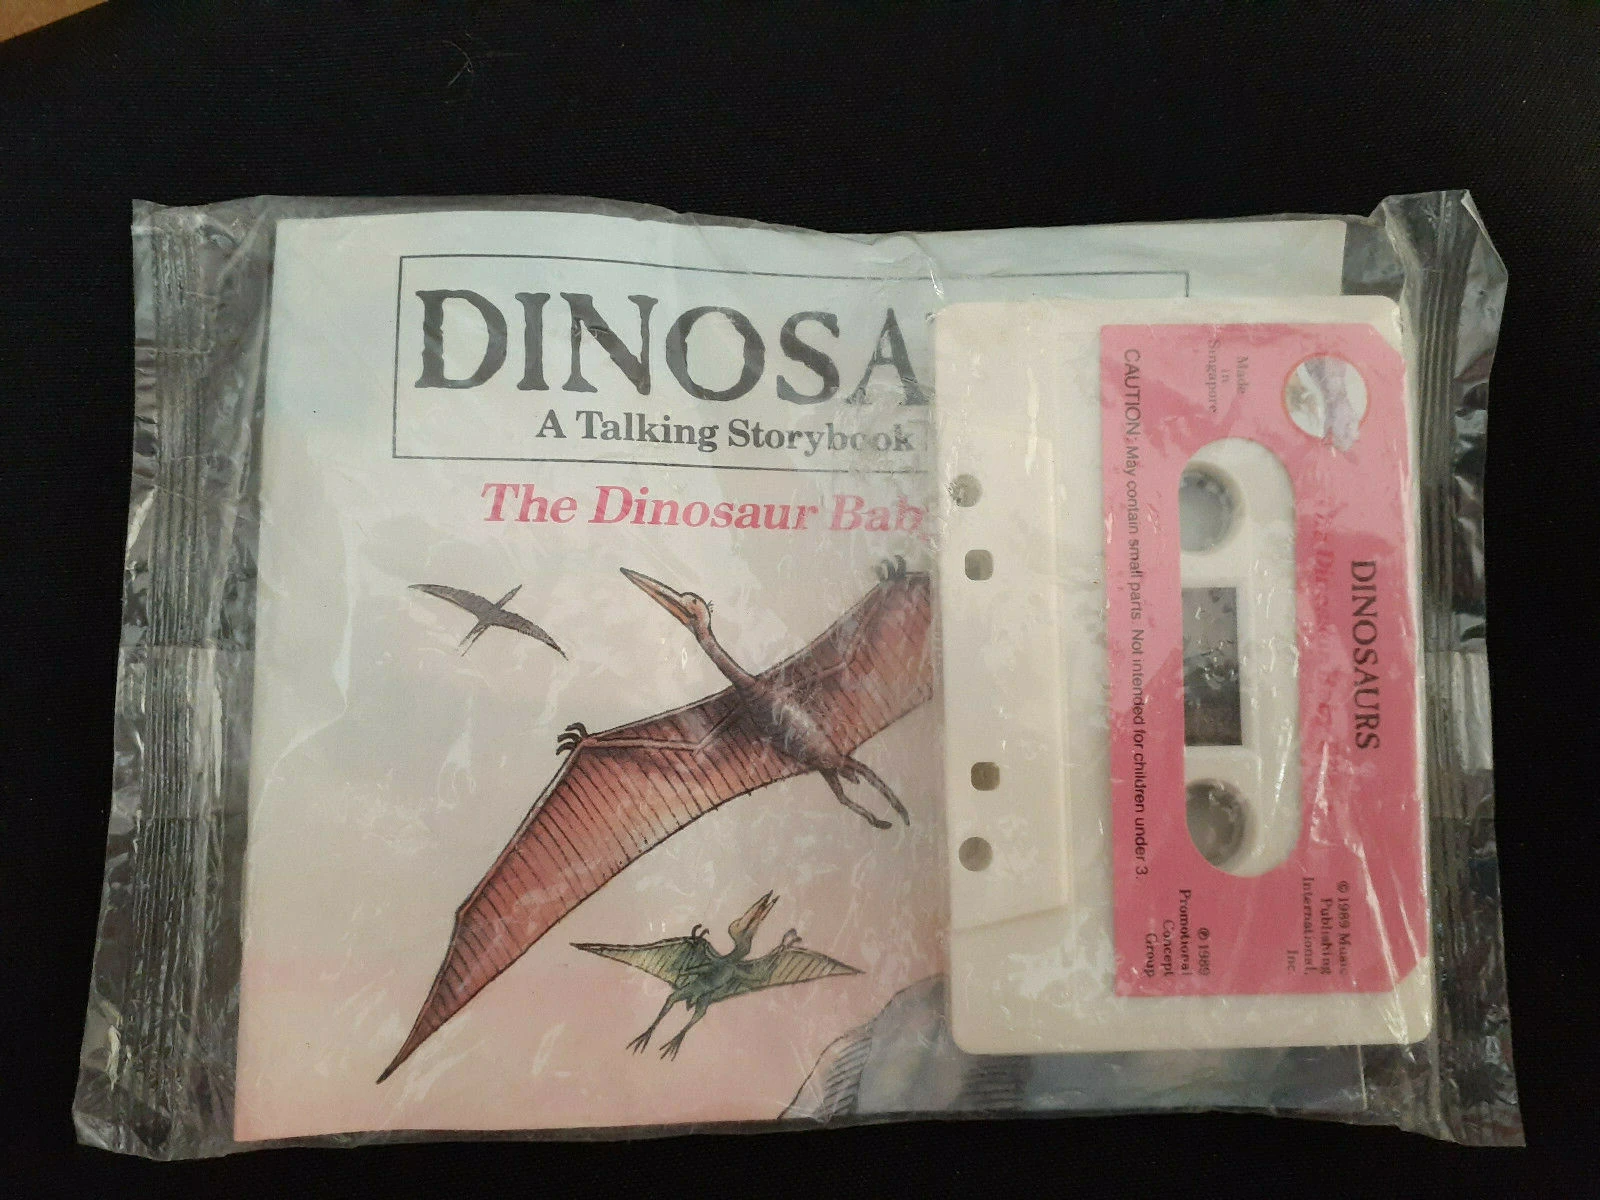 DINOSA
A Talking Storybook
The Dinosaur Bab
Made
in
Singapore
CAUTION: May contain small parts. Not intended for children under 3.
DINOSAURS
© 1989 Music
Publishing
International,
Inc.
℗ 1989
Promotional
Concept
Group